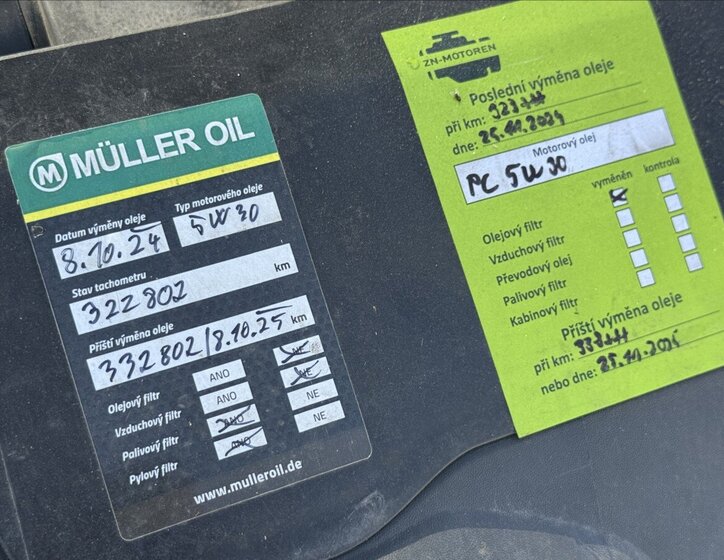 MÜLLER OIL
Datum výměny oleje
Typ motorového oleje
8.10.24
5W30
Stav tachometru
322802 km
Příští výměna oleje
332802/8.10.25 km
Olejový filtr ANO NE
Vzduchový filtr ANO NE
Palivový filtr ANO NE
Pylový filtr ANO NE
www.mulleroil.de
ZN-MOTOREN
Poslední výměna oleje
při km:
dne: 25.11.2024
Motorový olej
PC 5W30
vyměněn kontrola
Olejový filtr
Vzduchový filtr
Převodový olej
Palivový filtr
Kabinový filtr
Příští výměna oleje
při km:
nebo dne: 25.11.2025